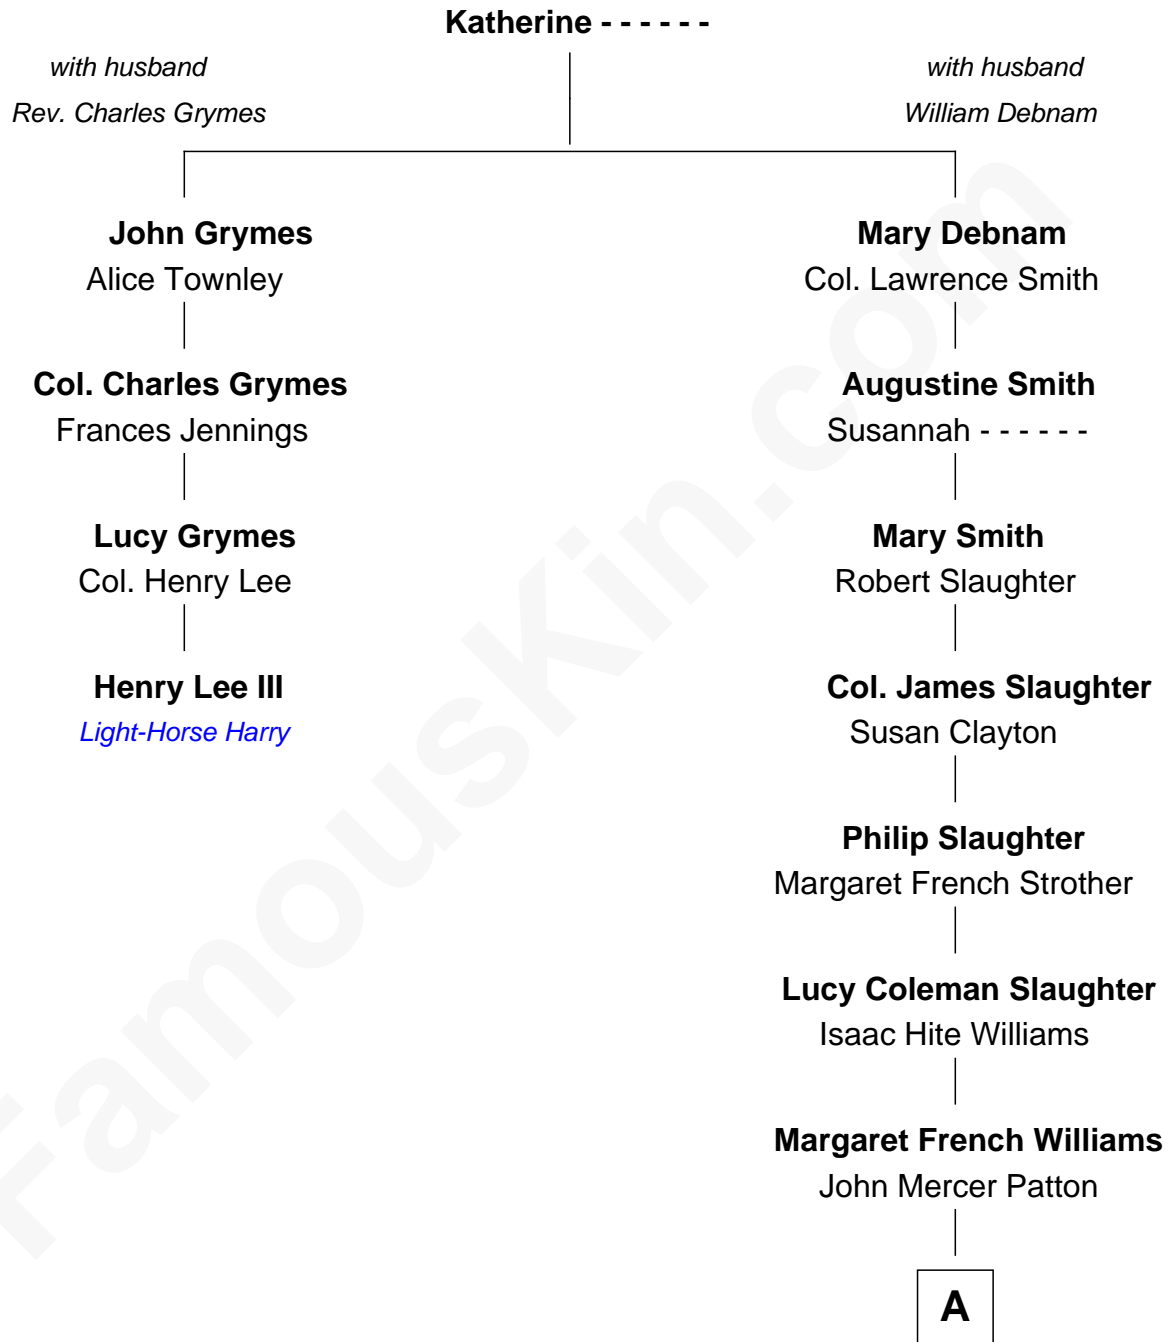 Katherine - - - - - -
with husband
Rev. Charles Grymes
with husband
William Debnam
John Grymes
Alice Townley
Mary Debnam
Col. Lawrence Smith
Col. Charles Grymes
Frances Jennings
Augustine Smith
Susannah - - - - - -
Lucy Grymes
Col. Henry Lee
Mary Smith
Robert Slaughter
Henry Lee III
Light-Horse Harry
Col. James Slaughter
Susan Clayton
Philip Slaughter
Margaret French Strother
Lucy Coleman Slaughter
Isaac Hite Williams
Margaret French Williams
John Mercer Patton
A
FamousKin.com